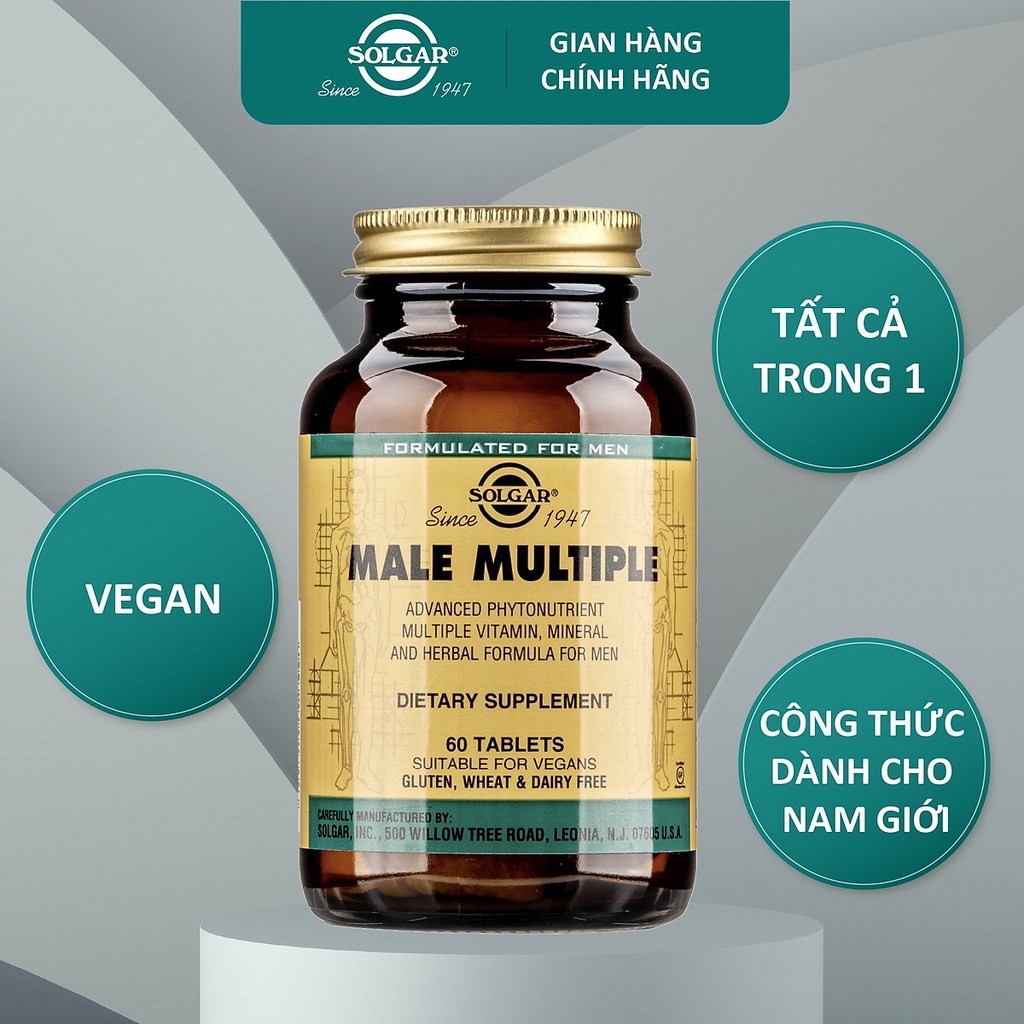 SOLGAR®
Since 1947
GIAN HÀNG
CHÍNH HÃNG
TẤT CẢ
TRONG 1
VEGAN
CÔNG THỨC
DÀNH CHO
NAM GIỚI
FORMULATED FOR MEN
SOLGAR®
Since 1947
MALE MULTIPLE
ADVANCED PHYTONUTRIENT
MULTIPLE VITAMIN, MINERAL
AND HERBAL FORMULA FOR MEN
DIETARY SUPPLEMENT
60 TABLETS
SUITABLE FOR VEGANS
GLUTEN, WHEAT & DAIRY FREE
CAREFULLY MANUFACTURED BY:
SOLGAR, INC., 500 WILLOW TREE ROAD, LEONIA, N.J. 07605 U.S.A.